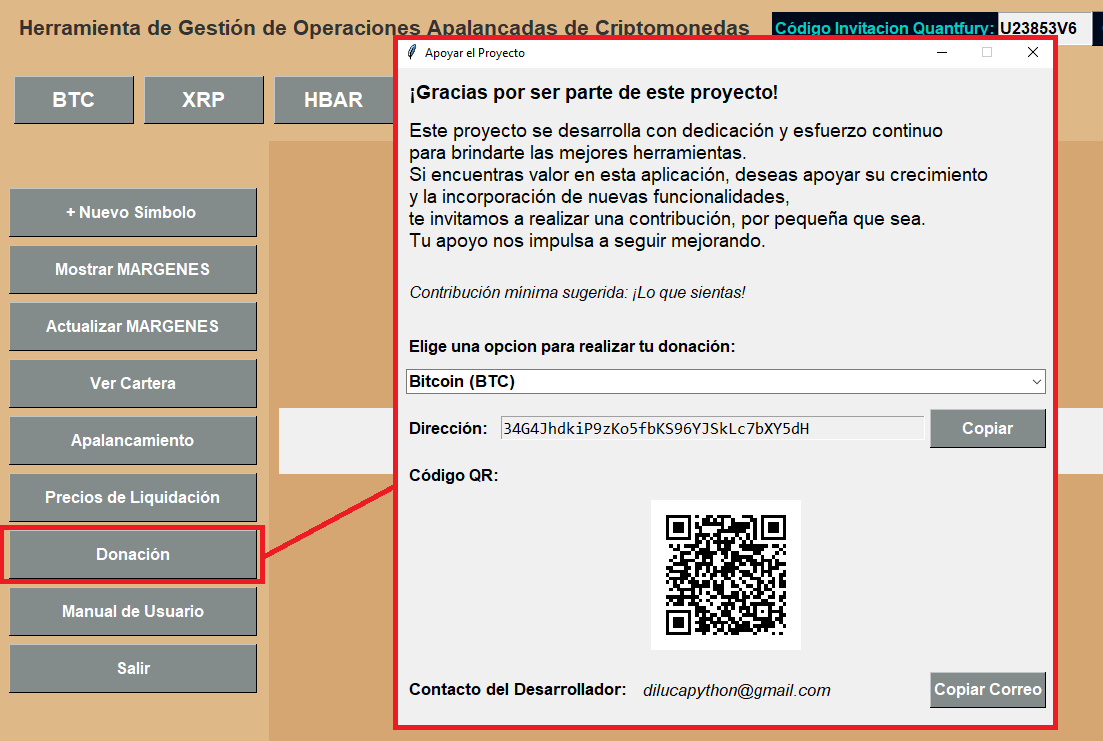 Herramienta de Gestión de Operaciones Apalancadas de Criptomonedas
Código Invitacion Quantfury: U23853V6
BTC
XRP
HBAR
+ Nuevo Símbolo
Mostrar MARGENES
Actualizar MARGENES
Ver Cartera
Apalancamiento
Precios de Liquidación
Donación
Manual de Usuario
Salir
Apoyar el Proyecto
¡Gracias por ser parte de este proyecto!
Este proyecto se desarrolla con dedicación y esfuerzo continuo
para brindarte las mejores herramientas.
Si encuentras valor en esta aplicación, deseas apoyar su crecimiento
y la incorporación de nuevas funcionalidades,
te invitamos a realizar una contribución, por pequeña que sea.
Tu apoyo nos impulsa a seguir mejorando.
Contribución mínima sugerida: ¡Lo que sientas!
Elige una opcion para realizar tu donación:
Bitcoin (BTC)
Dirección: 34G4JhdkiP9zKo5fbKS96YJSkLc7bXY5dH Copiar
Código QR:
Contacto del Desarrollador: dilucapython@gmail.com Copiar Correo